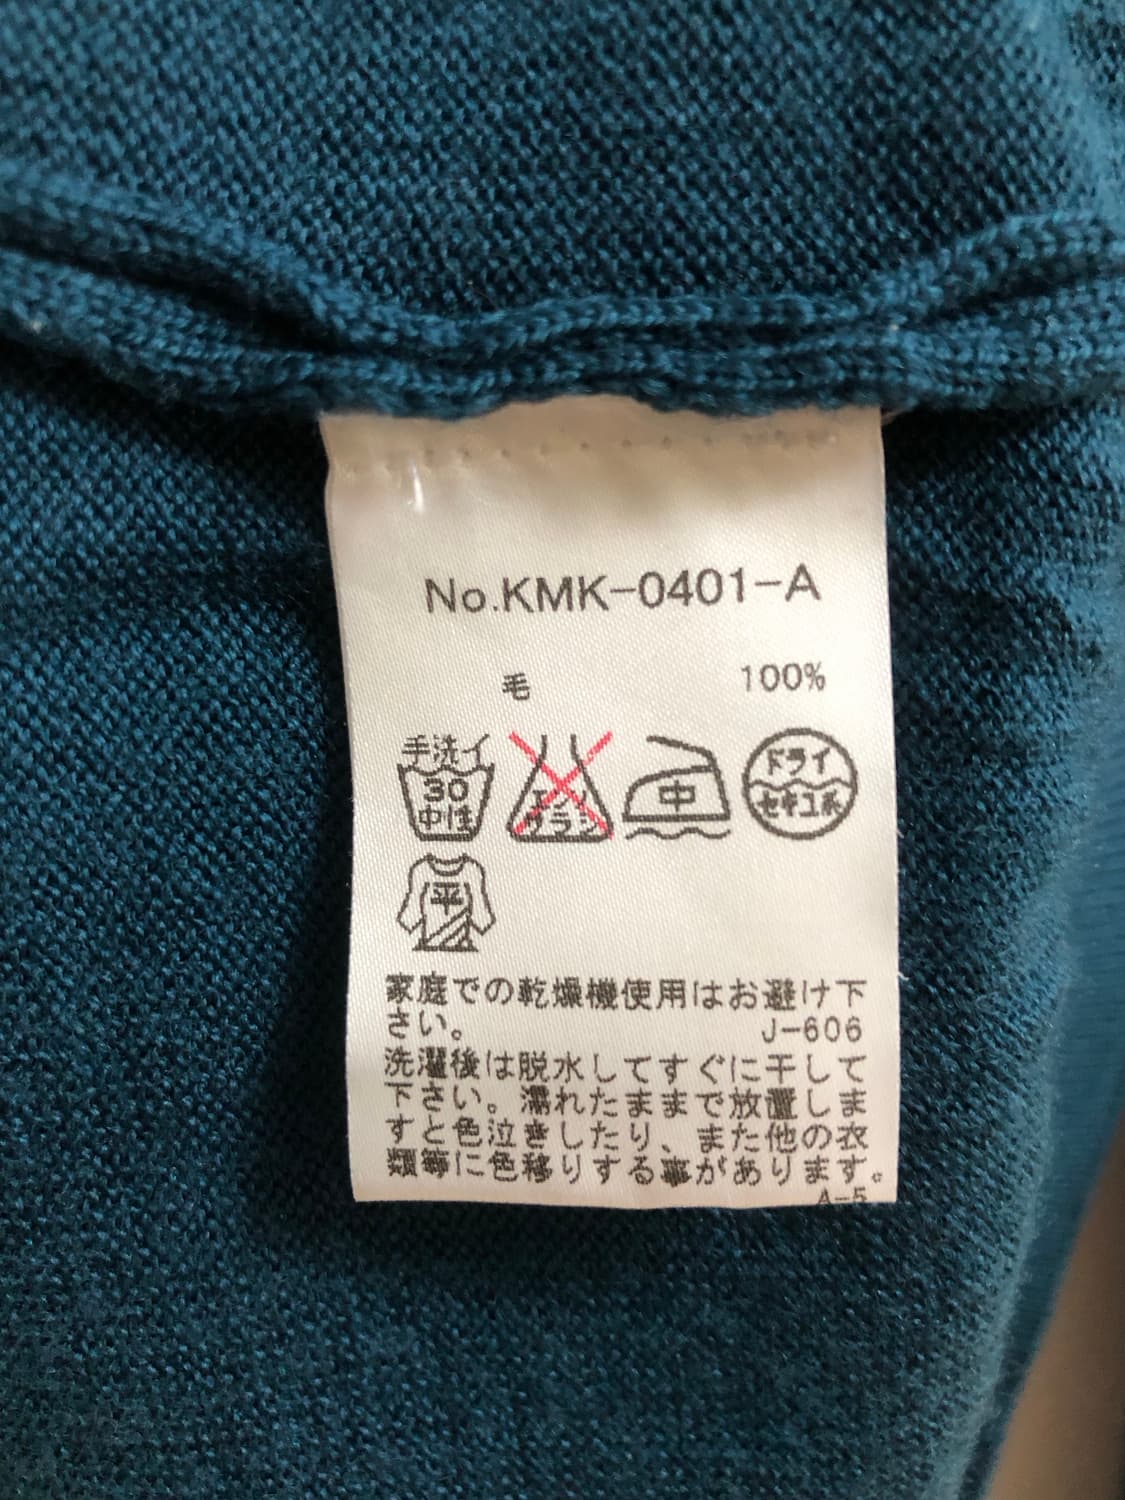 No.KMK-0401-A
毛 100%
手洗イ
30
中性
エンソ
サラシ
中
ドライ
セキユ系
平
家庭での乾燥機使用はお避け下
さい。 J-606
洗濯後は脱水してすぐに干して
下さい。濡れたままで放置しま
すと色泣きしたり、また他の衣
類等に色移りする事があります。
A-5